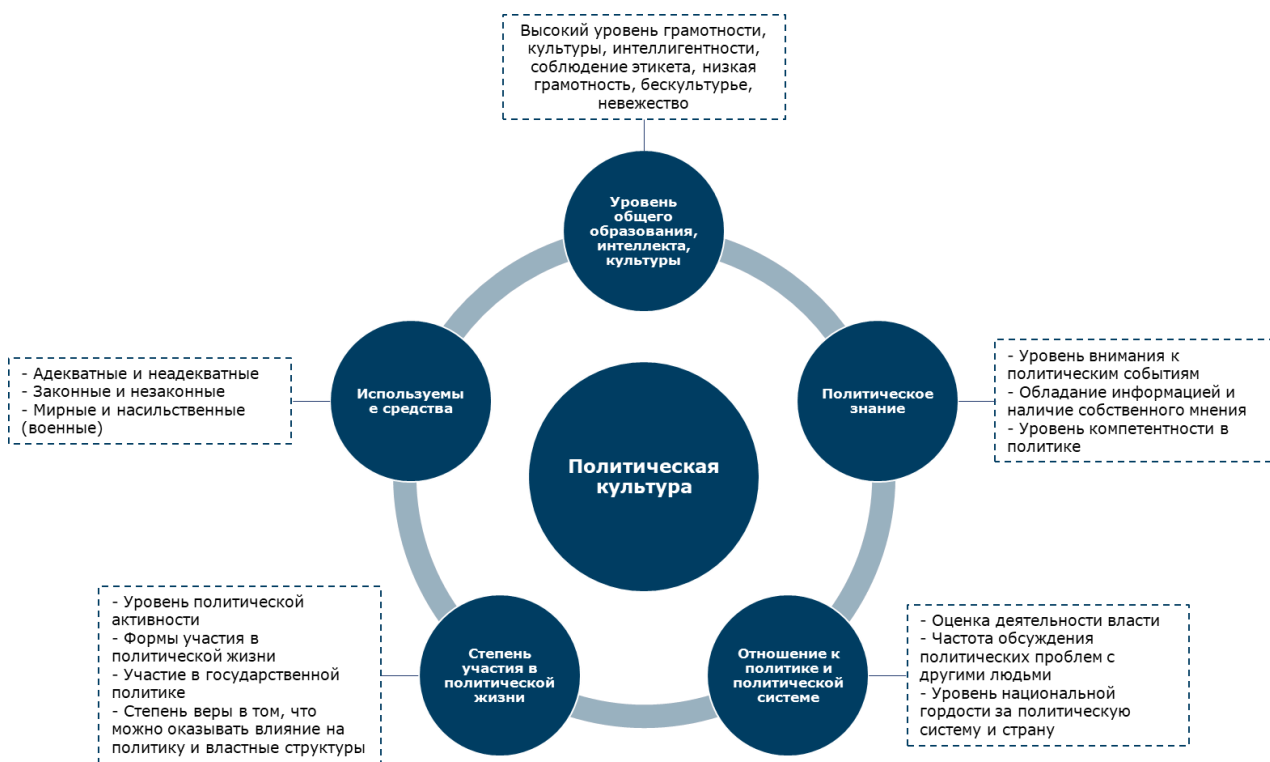 Высокий уровень грамотности,
культуры, интеллигентности,
соблюдение этикета, низкая
грамотность, бескультурье,
невежество
Уровень
общего
образования,
интеллекта,
культуры
- Адекватные и неадекватные
- Законные и незаконные
- Мирные и насильственные
(военные)
Используемы
е средства
Политическое
знание
- Уровень внимания к
политическим событиям
- Обладание информацией и
наличие собственного мнения
- Уровень компетентности в
политике
Политическая
культура
- Уровень политической
активности
- Формы участия в
политической жизни
- Участие в государственной
политике
- Степень веры в том, что
можно оказывать влияние на
политику и властные структуры
Степень
участия в
политической
жизни
Отношение к
политике и
политической
системе
- Оценка деятельности власти
- Частота обсуждения
политических проблем с
другими людьми
- Уровень национальной
гордости за политическую
систему и страну